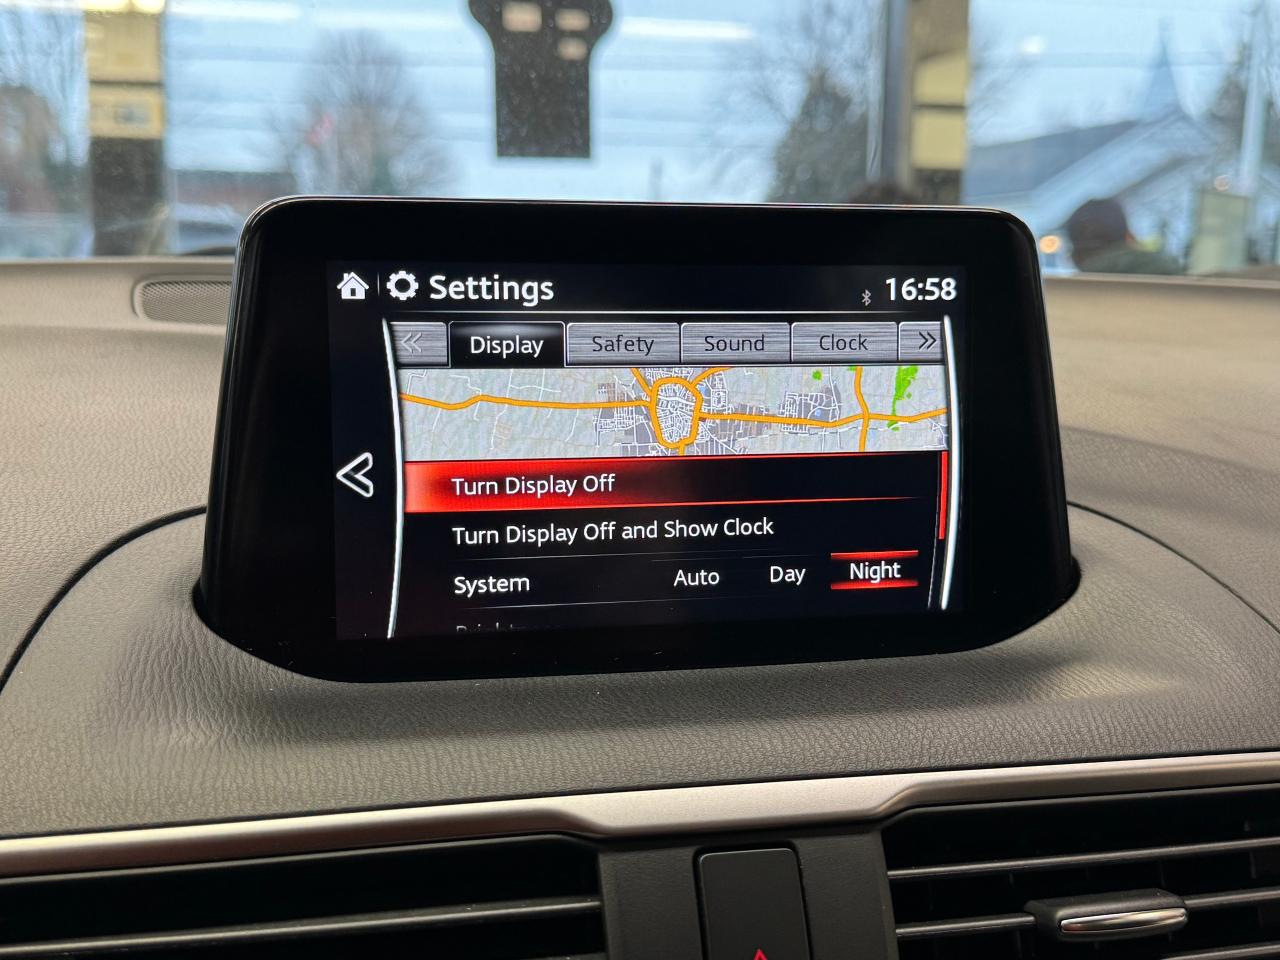 Settings 16:58
Display Safety Sound Clock
Turn Display Off
Turn Display Off and Show Clock
System Auto Day Night